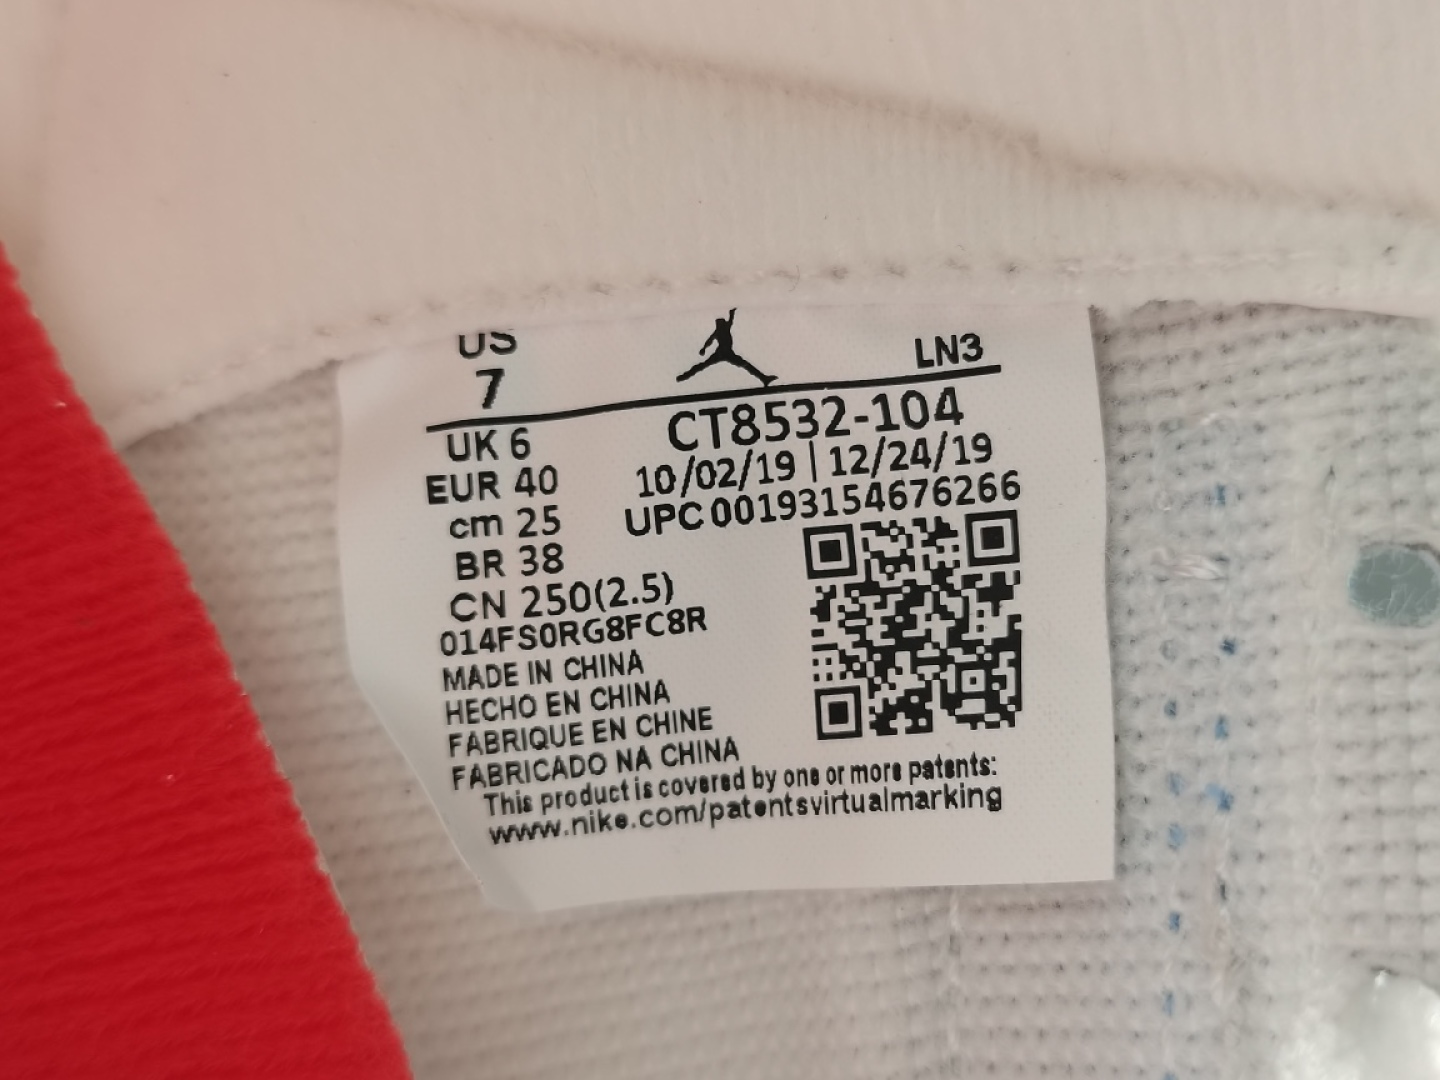 US
7
LN3
UK 6
EUR 40
cm 25
BR 38
CN 250(2.5)
CT8532-104
10/02/19 | 12/24/19
UPC 00193154676266
014FS0RG8FC8R
MADE IN CHINA
HECHO EN CHINA
FABRIQUE EN CHINE
FABRICADO NA CHINA
This product is covered by one or more patents:
www.nike.com/patentsvirtualmarking